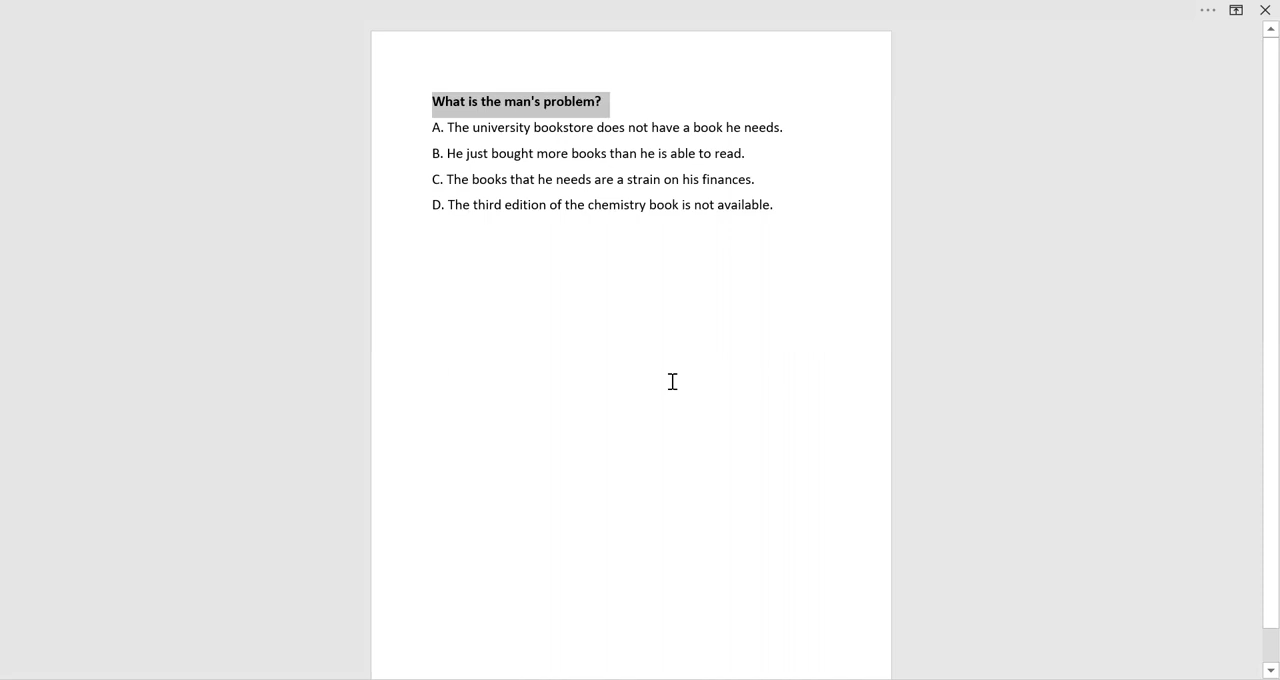 What is the man's problem?
A. The university bookstore does not have a book he needs.
B. He just bought more books than he is able to read.
C. The books that he needs are a strain on his finances.
D. The third edition of the chemistry book is not available.